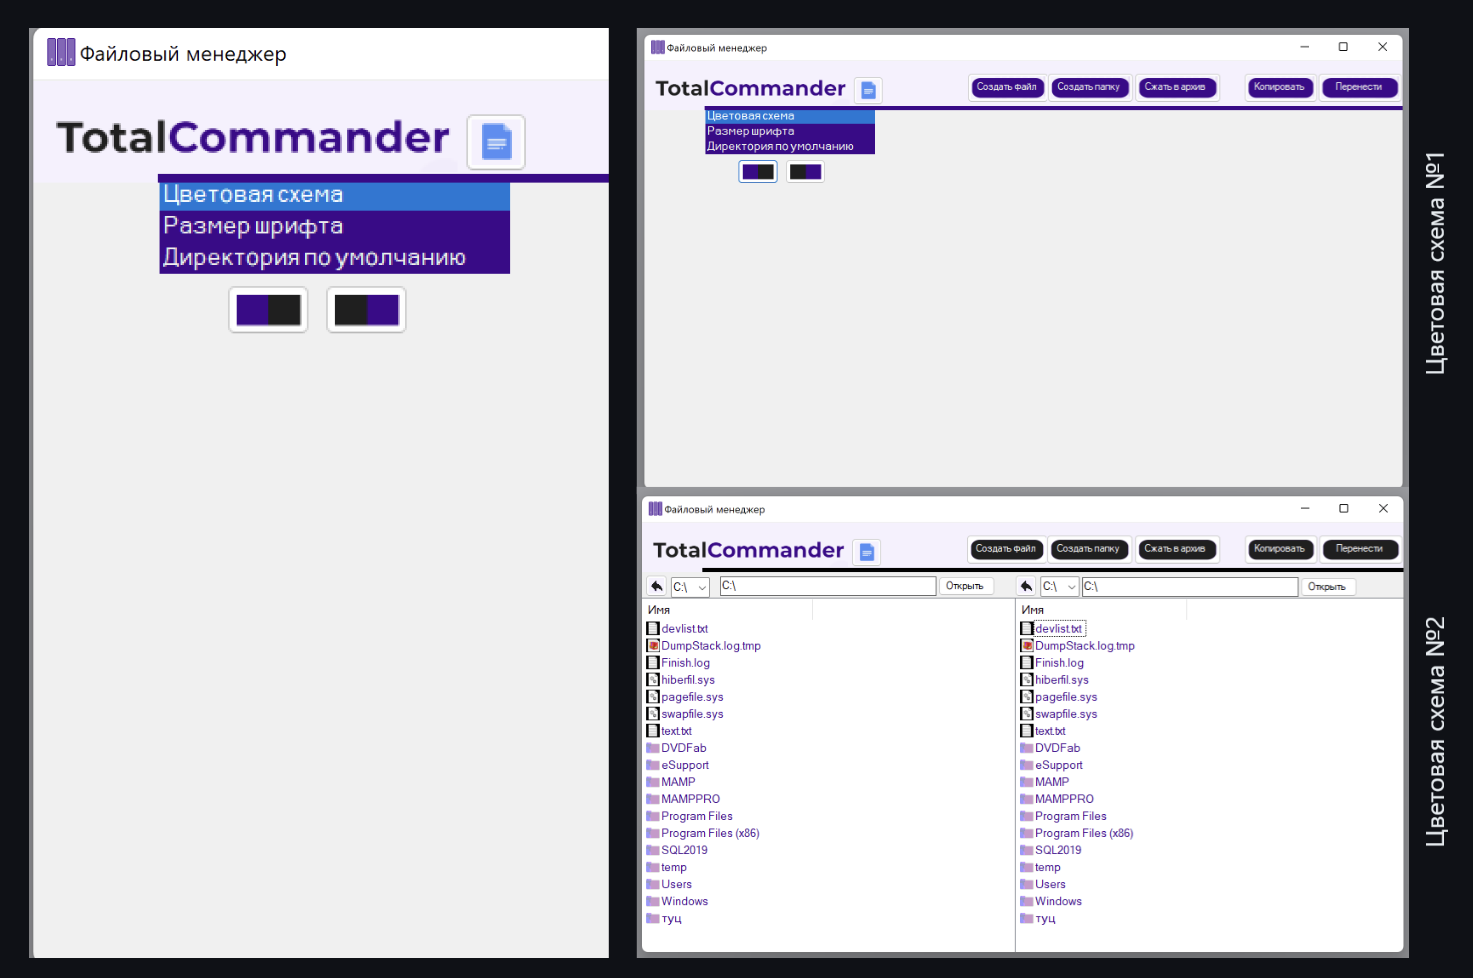 Файловый менеджер
TotalCommander
Цветовая схема
Размер шрифта
Директория по умолчанию
Файловый менеджер
TotalCommander
Создать файл
Создать папку
Сжать в архив
Копировать
Перенести
Цветовая схема
Размер шрифта
Директория по умолчанию
Цветовая схема №1
Файловый менеджер
TotalCommander
Создать файл
Создать папку
Сжать в архив
Копировать
Перенести
C:\ C:\ Открыть
Имя
devlist.txt
DumpStack.log.tmp
Finish.log
hiberfil.sys
pagefile.sys
swapfile.sys
text.txt
DVDFab
eSupport
MAMP
MAMPPRO
Program Files
Program Files (x86)
SQL2019
temp
Users
Windows
туц
C:\ C:\ Открыть
Имя
devlist.txt
DumpStack.log.tmp
Finish.log
hiberfil.sys
pagefile.sys
swapfile.sys
text.txt
DVDFab
eSupport
MAMP
MAMPPRO
Program Files
Program Files (x86)
SQL2019
temp
Users
Windows
туц
Цветовая схема №2